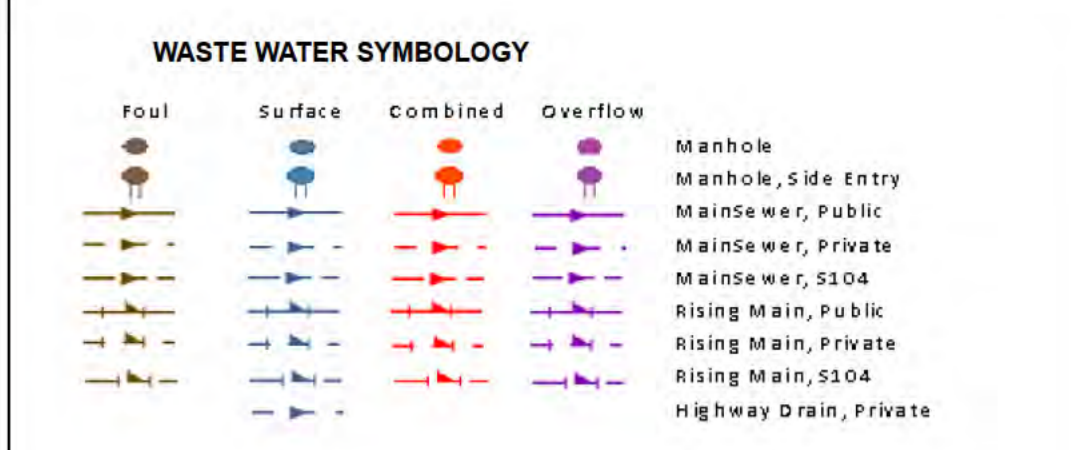 WASTE WATER SYMBOLOGY
Foul Surface Combined Overflow
Manhole
Manhole, Side Entry
MainSewer, Public
MainSewer, Private
MainSewer, S104
Rising Main, Public
Rising Main, Private
Rising Main, S104
Highway Drain, Private